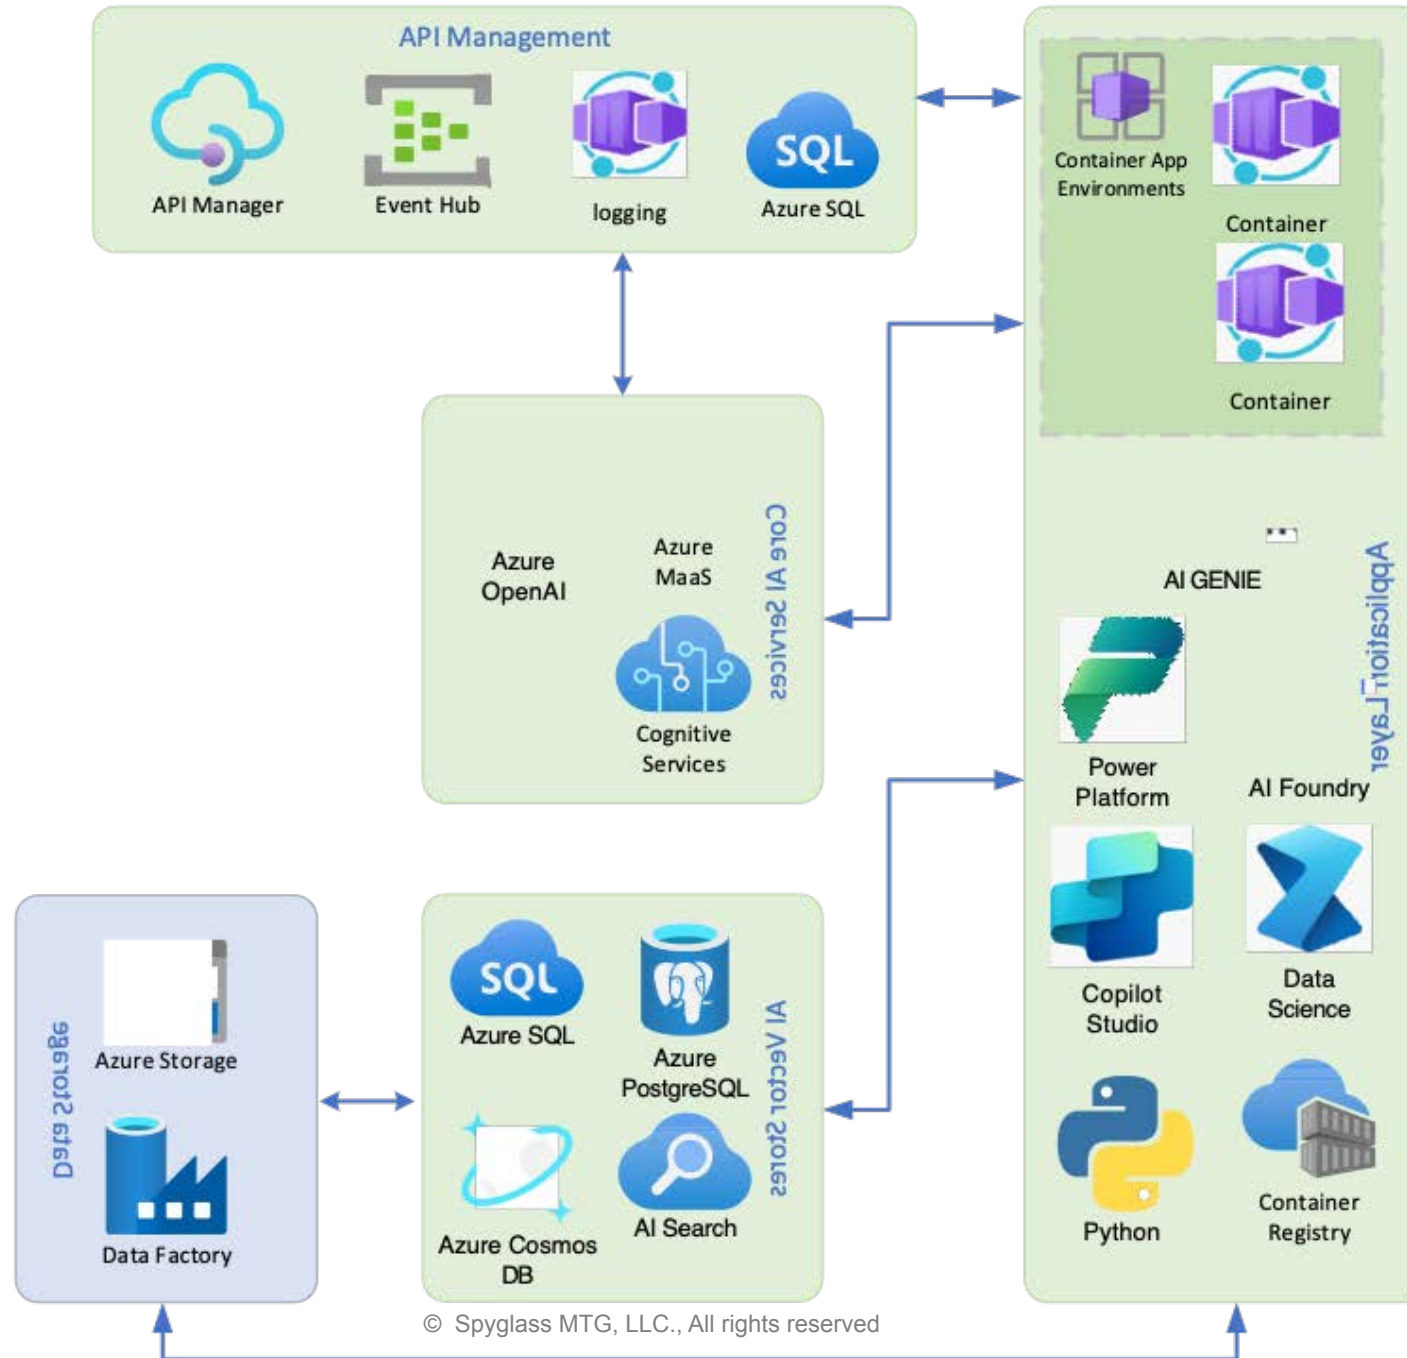 API Management
API Manager
Event Hub
logging
SQL
Azure SQL
Container App
Environments
Container
Container
Azure
OpenAI
Azure
MaaS
Cognitive
Services
Core AI Services
AI GENIE
Application Layer
Power
Platform
AI Foundry
Copilot
Studio
Data
Science
Python
Container
Registry
Data Storage
Azure Storage
Data Factory
SQL
Azure SQL
Azure
PostgreSQL
Azure Cosmos
DB
AI Search
AI Vector Stores
© Spyglass MTG, LLC., All rights reserved